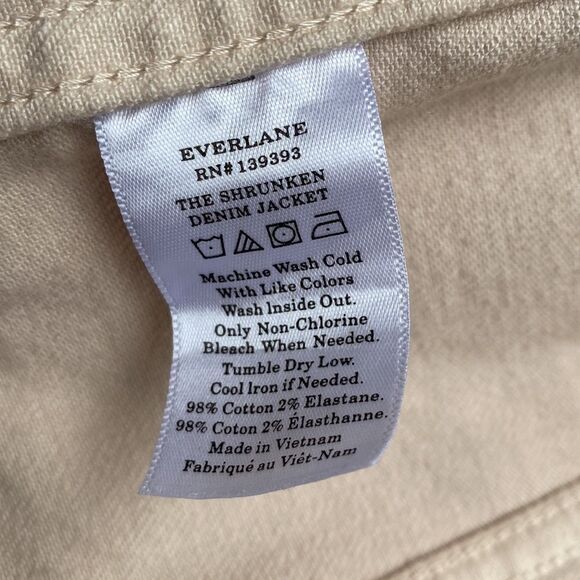 EVERLANE
RN# 139393
THE SHRUNKEN
DENIM JACKET
Machine Wash Cold
With Like Colors
Wash Inside Out.
Only Non-Chlorine
Bleach When Needed.
Tumble Dry Low.
Cool Iron if Needed.
98% Cotton 2% Elastane.
98% Cotton 2% Élasthanne.
Made in Vietnam
Fabriqué au Viêt-Nam